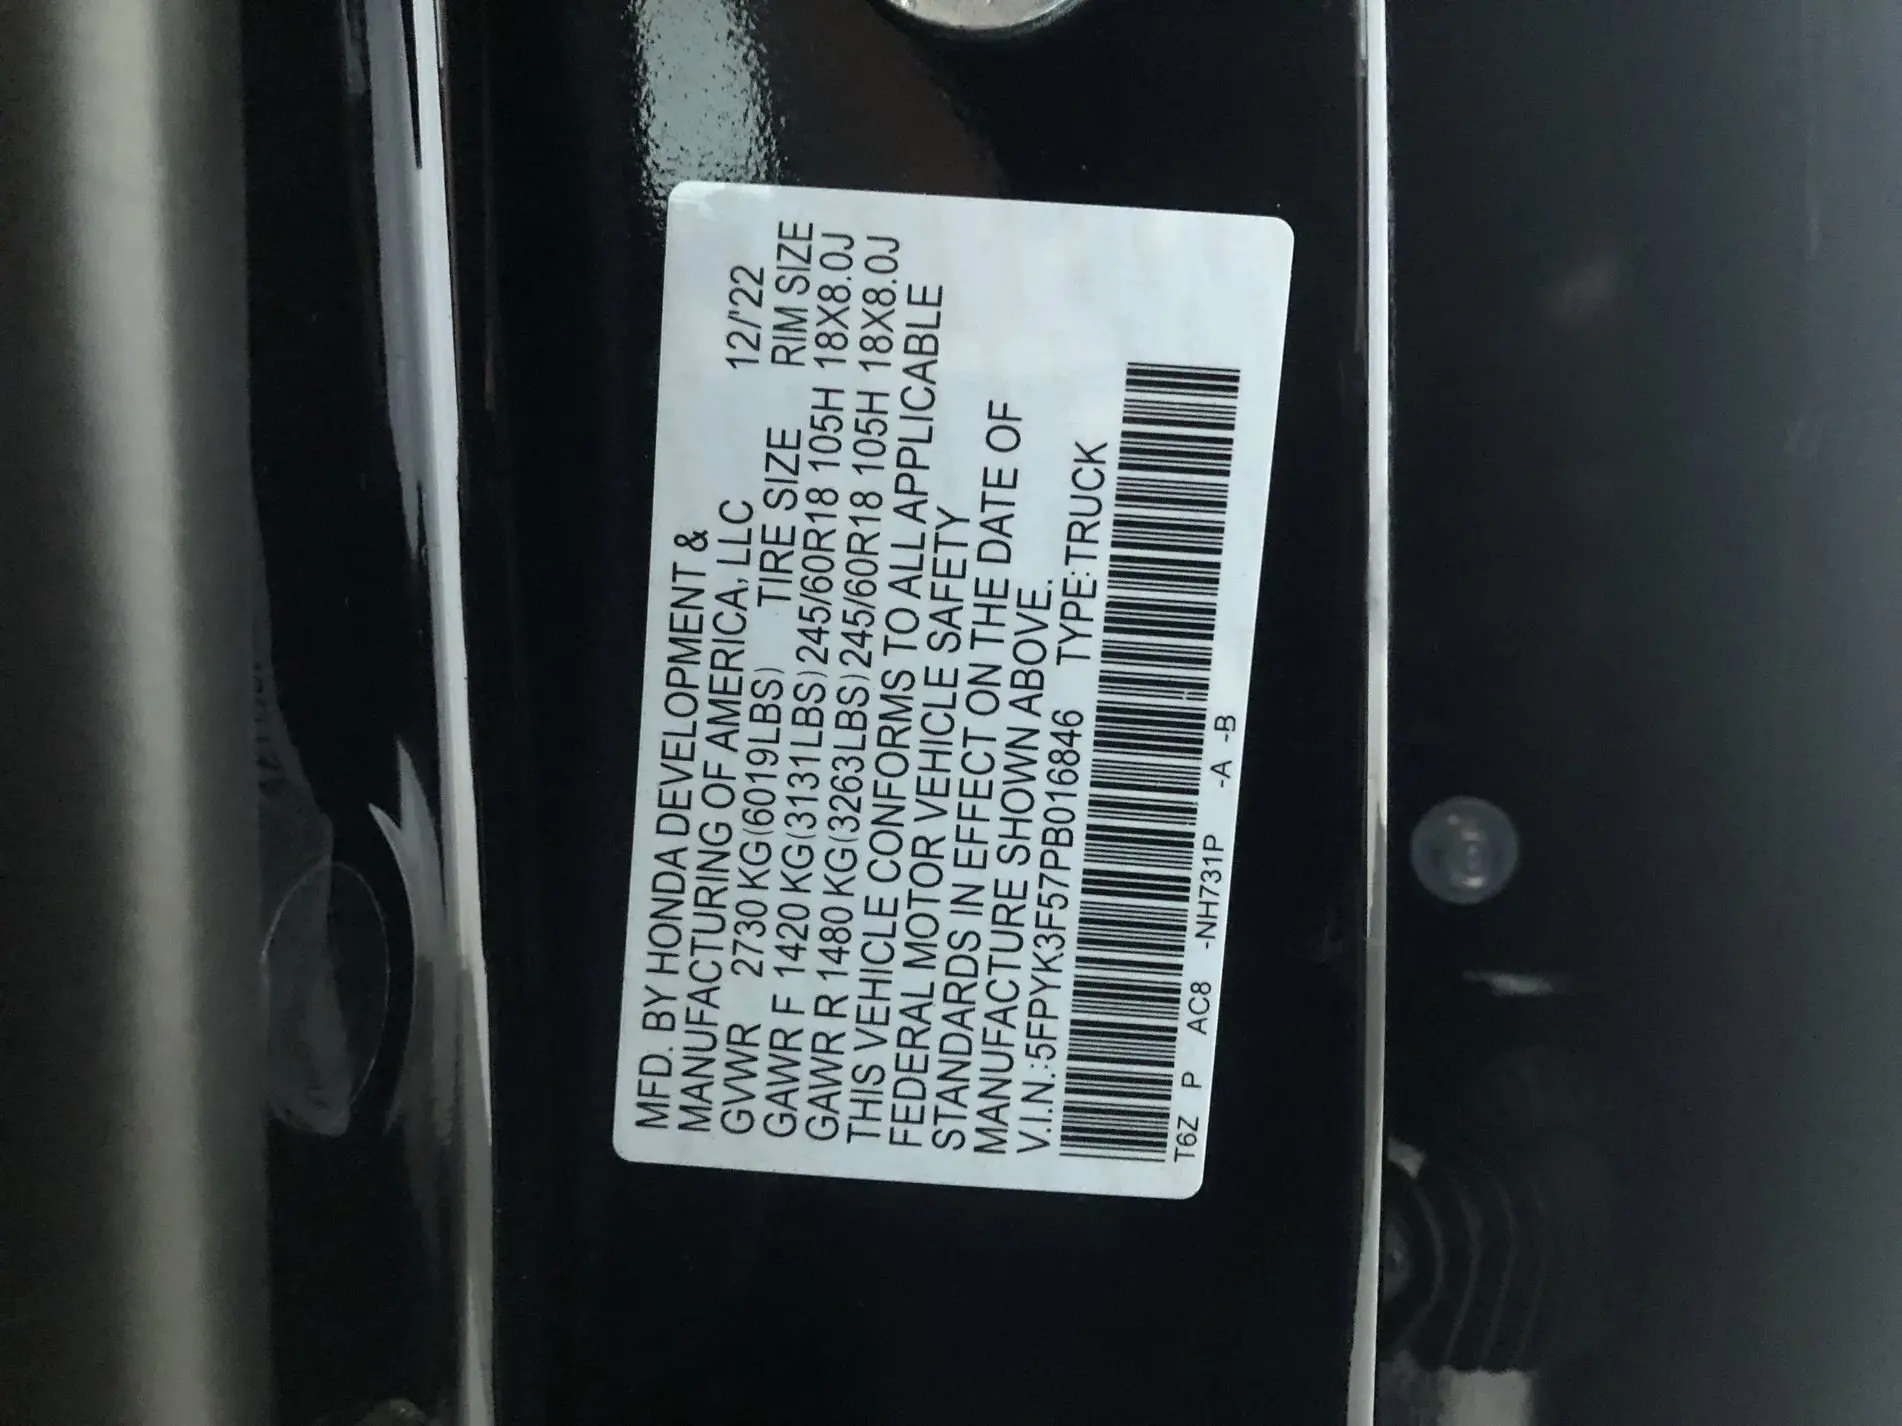 MFD. BY HONDA DEVELOPMENT &
MANUFACTURING OF AMERICA, LLC 12/'22
GVWR 2730 KG(6019LBS) TIRE SIZE RIM SIZE
GAWR F 1420 KG(3131LBS)245/60R18 105H 18X8.0J
GAWR R 1480 KG(3263LBS)245/60R18 105H 18X8.0J
THIS VEHICLE CONFORMS TO ALL APPLICABLE
FEDERAL MOTOR VEHICLE SAFETY
STANDARDS IN EFFECT ON THE DATE OF
MANUFACTURE SHOWN ABOVE.
V.I.N.:5FPYK3F57PB016846 TYPE:TRUCK
T6Z P AC8 -NH731P -A -B